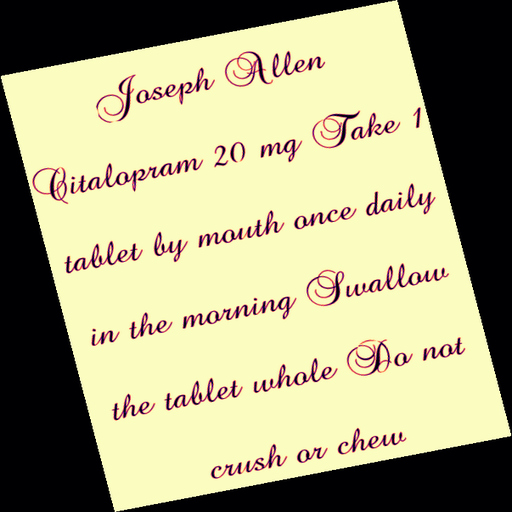 Joseph Allen
Citalopram 20 mg Take 1
tablet by mouth once daily
in the morning Swallow
the tablet whole Do not
crush or chew